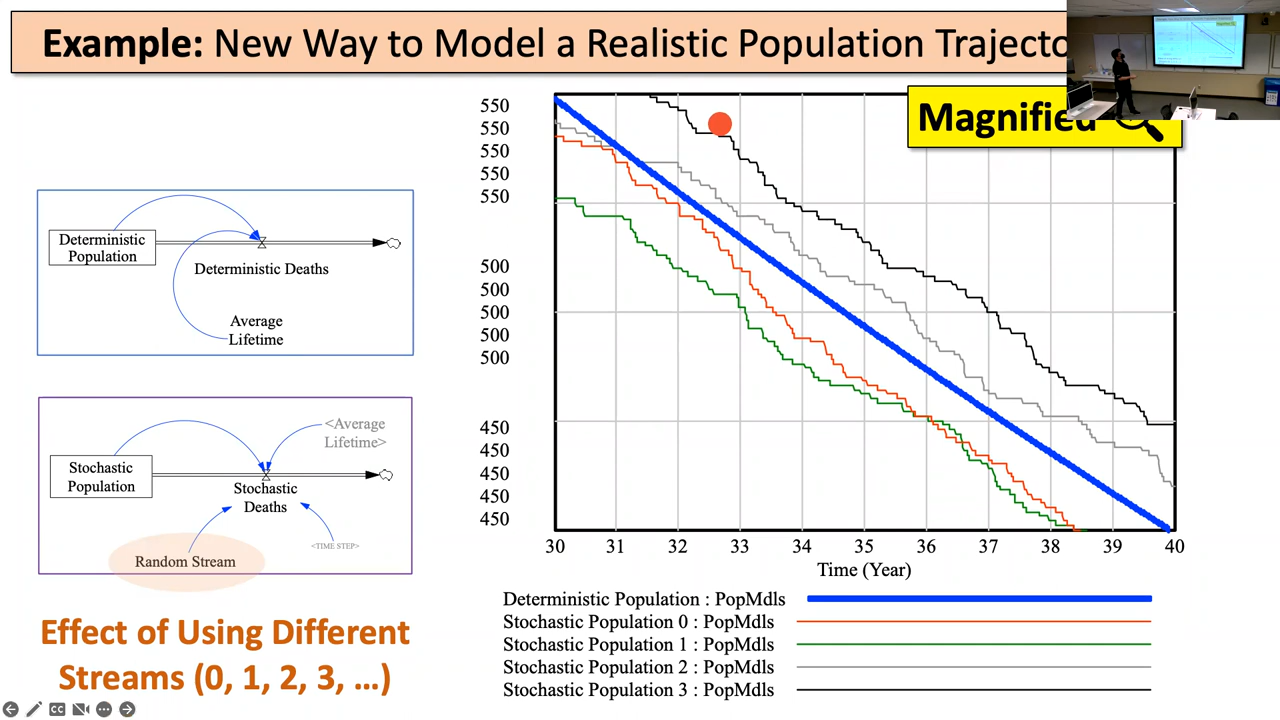 Example: New Way to Model a Realistic Population Trajecto
Magnified
Deterministic
Population
Deterministic Deaths
Average
Lifetime
<Average
Lifetime>
Stochastic
Population
Stochastic
Deaths
Random Stream
<TIME STEP>
Effect of Using Different
Streams (0, 1, 2, 3, …)
550
550
550
550
550
500
500
500
500
500
450
450
450
450
450
30 31 32 33 34 35 36 37 38 39 40
Time (Year)
Deterministic Population : PopMdls
Stochastic Population 0 : PopMdls
Stochastic Population 1 : PopMdls
Stochastic Population 2 : PopMdls
Stochastic Population 3 : PopMdls